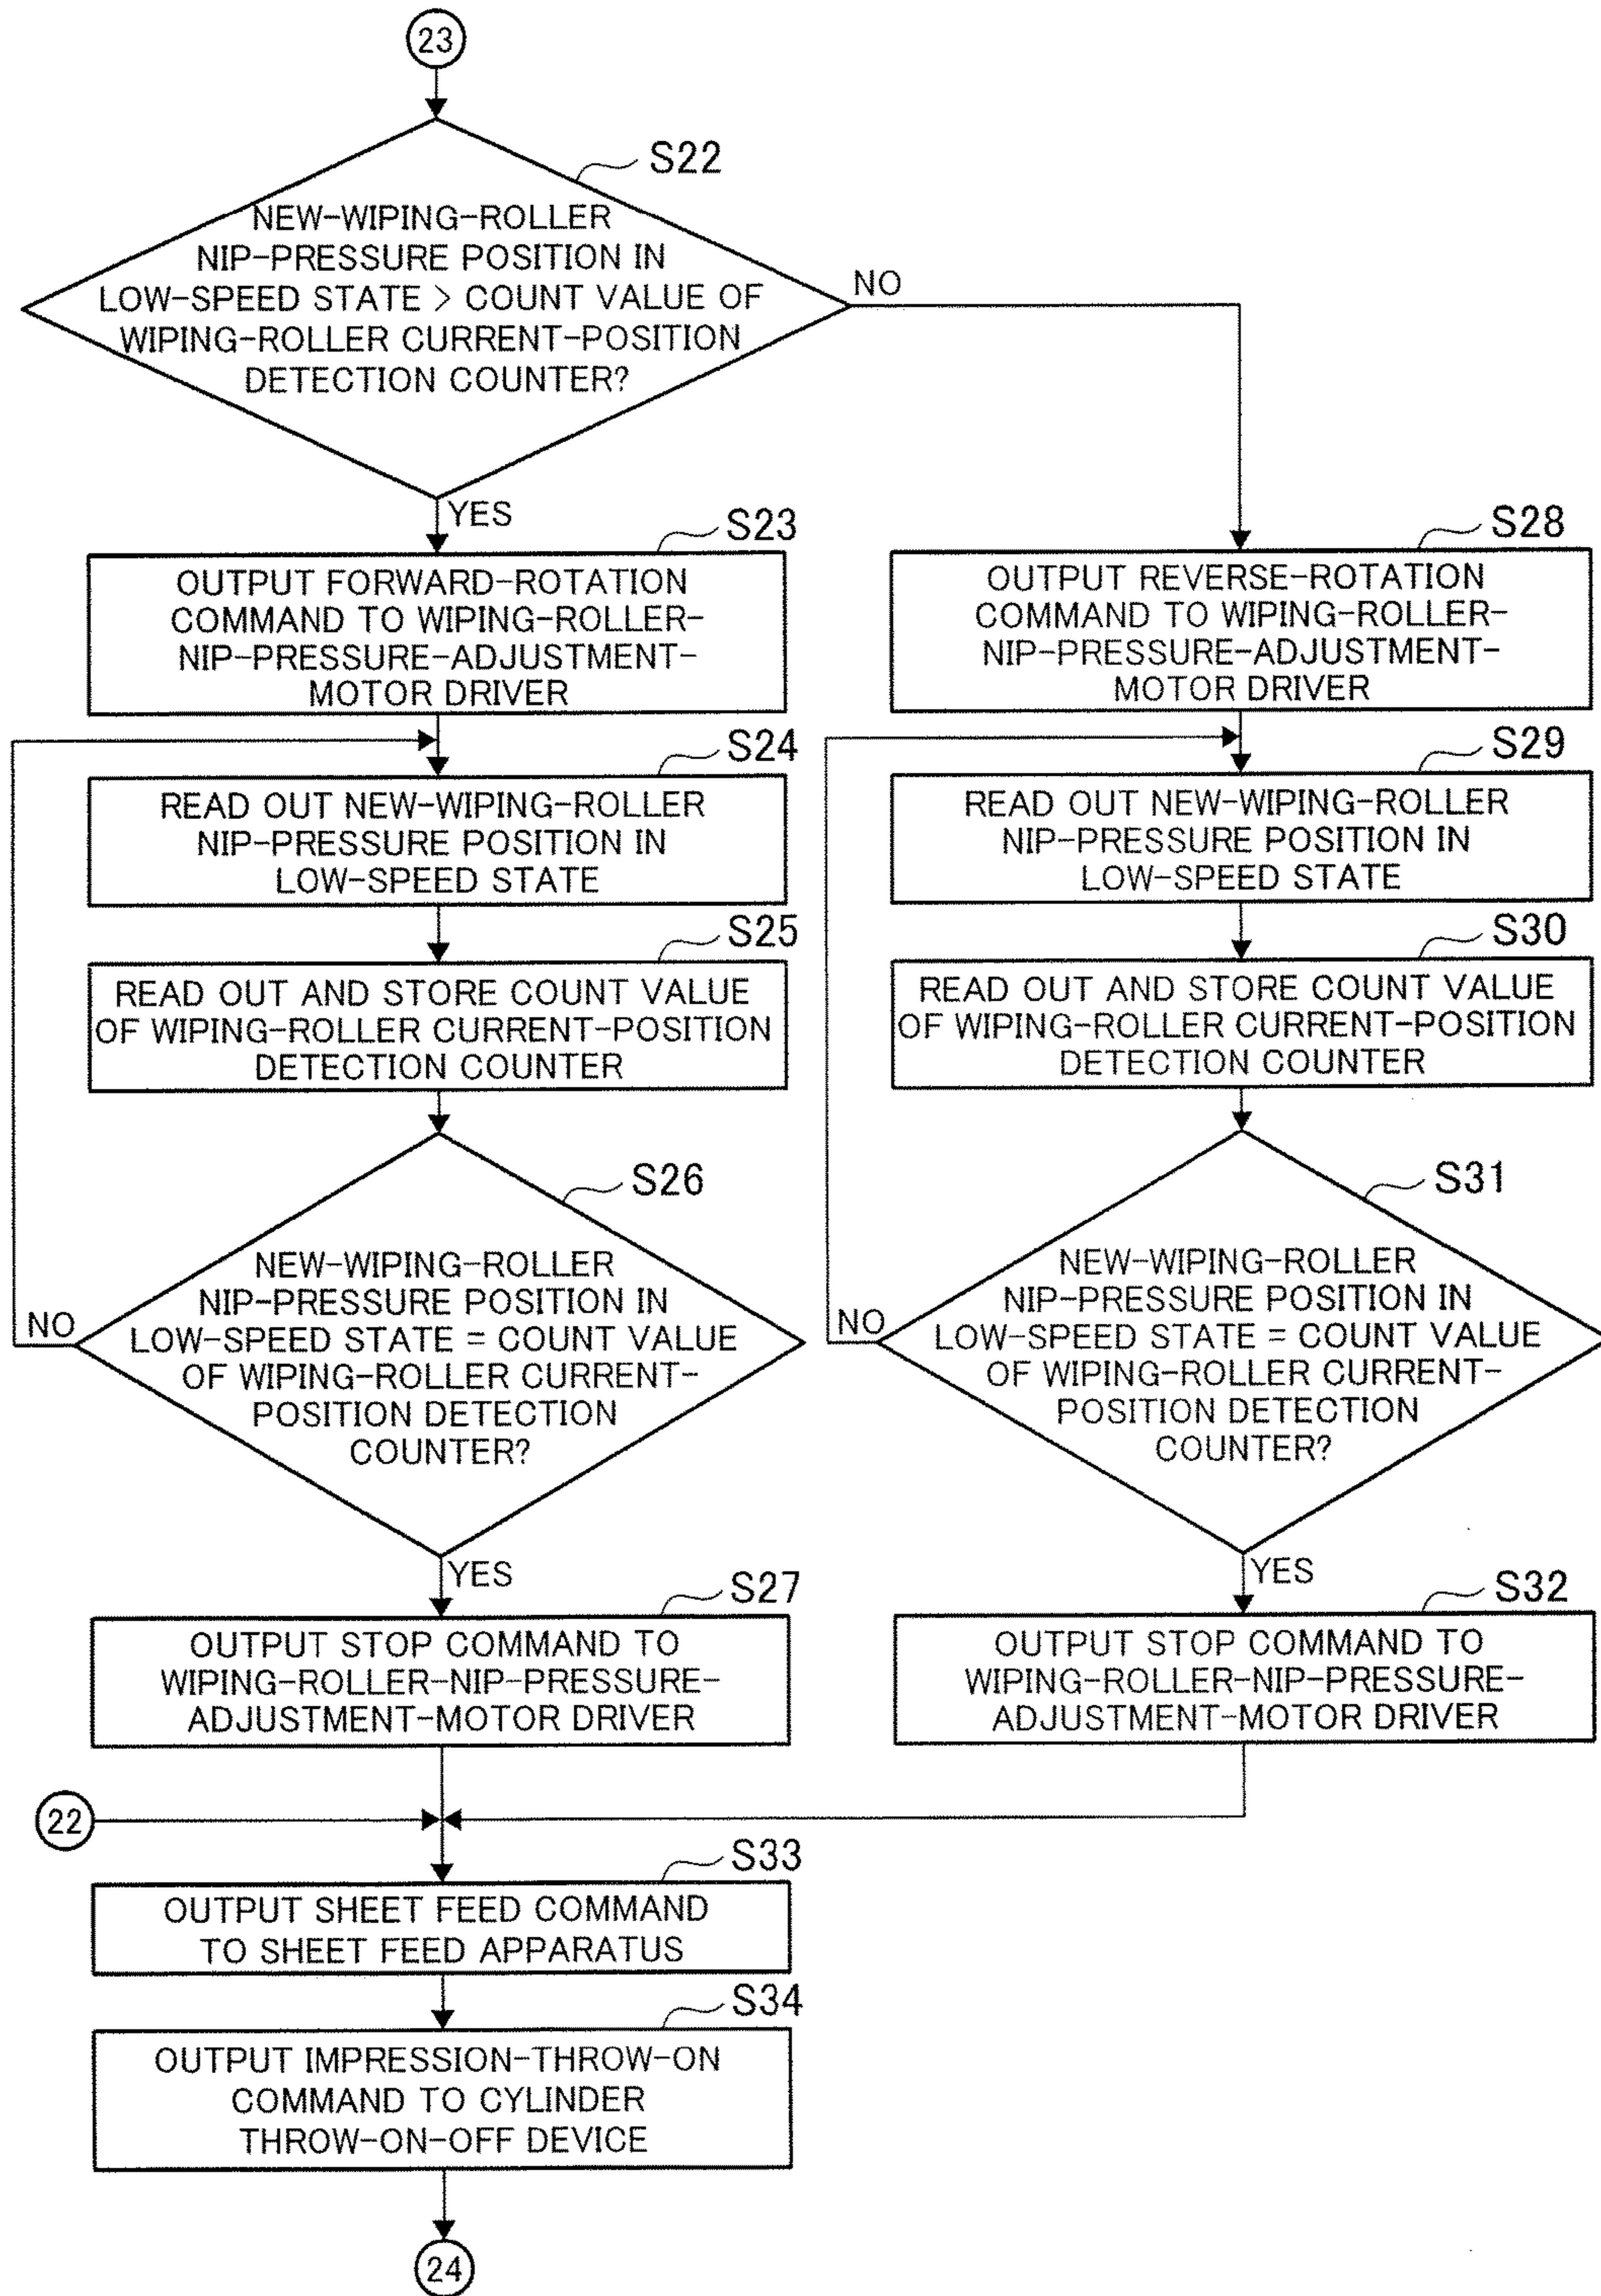 23
S22
NEW-WIPING-ROLLER
NIP-PRESSURE POSITION IN
LOW-SPEED STATE > COUNT VALUE OF
WIPING-ROLLER CURRENT-POSITION
DETECTION COUNTER?
NO
YES
S23
OUTPUT FORWARD-ROTATION
COMMAND TO WIPING-ROLLER-
NIP-PRESSURE-ADJUSTMENT-
MOTOR DRIVER
S28
OUTPUT REVERSE-ROTATION
COMMAND TO WIPING-ROLLER-
NIP-PRESSURE-ADJUSTMENT-
MOTOR DRIVER
S24
READ OUT NEW-WIPING-ROLLER
NIP-PRESSURE POSITION IN
LOW-SPEED STATE
S29
READ OUT NEW-WIPING-ROLLER
NIP-PRESSURE POSITION IN
LOW-SPEED STATE
S25
READ OUT AND STORE COUNT VALUE
OF WIPING-ROLLER CURRENT-POSITION
DETECTION COUNTER
S30
READ OUT AND STORE COUNT VALUE
OF WIPING-ROLLER CURRENT-POSITION
DETECTION COUNTER
S26
NEW-WIPING-ROLLER
NIP-PRESSURE POSITION IN
LOW-SPEED STATE = COUNT VALUE
OF WIPING-ROLLER CURRENT-
POSITION DETECTION
COUNTER?
NO
YES
S31
NEW-WIPING-ROLLER
NIP-PRESSURE POSITION IN
LOW-SPEED STATE = COUNT VALUE
OF WIPING-ROLLER CURRENT-
POSITION DETECTION
COUNTER?
NO
YES
S27
OUTPUT STOP COMMAND TO
WIPING-ROLLER-NIP-PRESSURE-
ADJUSTMENT-MOTOR DRIVER
S32
OUTPUT STOP COMMAND TO
WIPING-ROLLER-NIP-PRESSURE-
ADJUSTMENT-MOTOR DRIVER
22
S33
OUTPUT SHEET FEED COMMAND
TO SHEET FEED APPARATUS
S34
OUTPUT IMPRESSION-THROW-ON
COMMAND TO CYLINDER
THROW-ON-OFF DEVICE
24